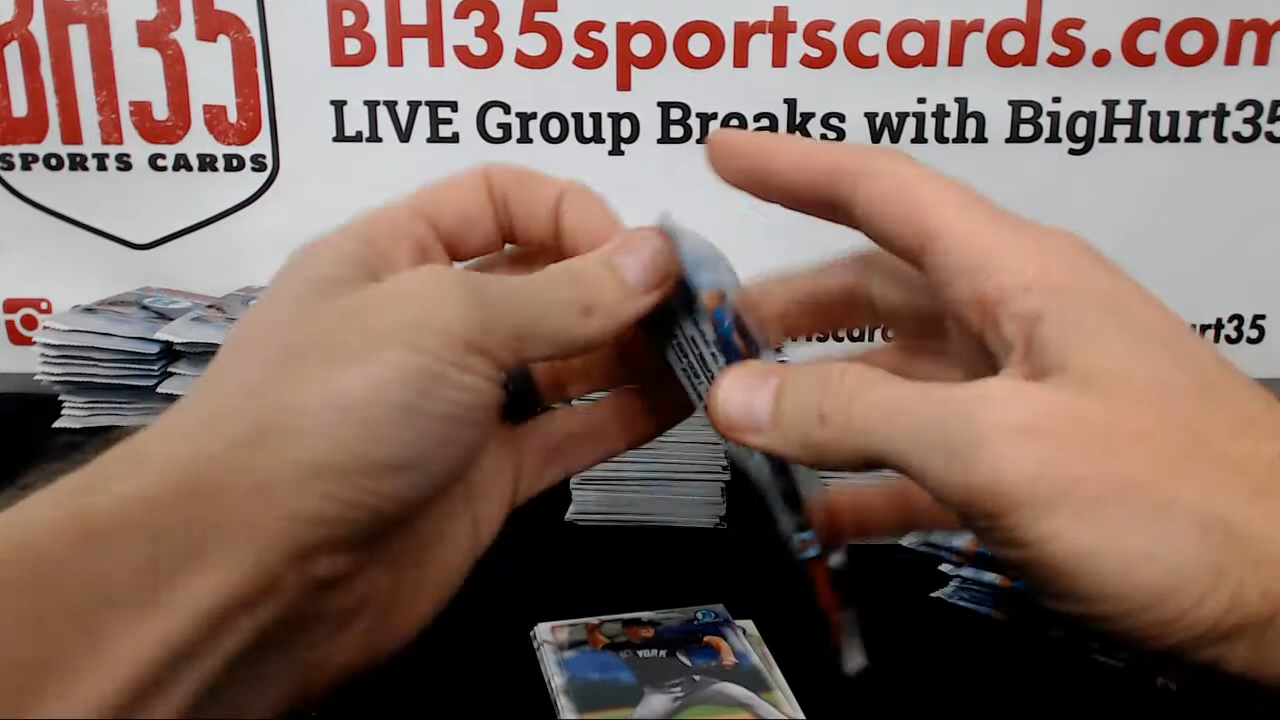 BH35
SPORTS CARDS
BH35sportscards.com
LIVE Group Breaks with BigHurt35
rt35
YORK